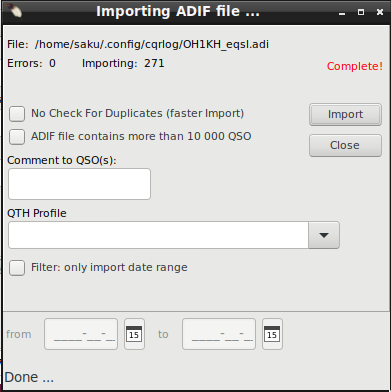 Importing ADIF file ...
File: /home/saku/.config/cqrlog/OH1KH_eqsl.adi
Errors: 0 Importing: 271
Complete!
No Check For Duplicates (faster Import)
Import
ADIF file contains more than 10 000 QSO
Close
Comment to QSO(s):
QTH Profile
Filter: only import date range
from ____-__-__ 15 to ____-__-__ 15
Done ...